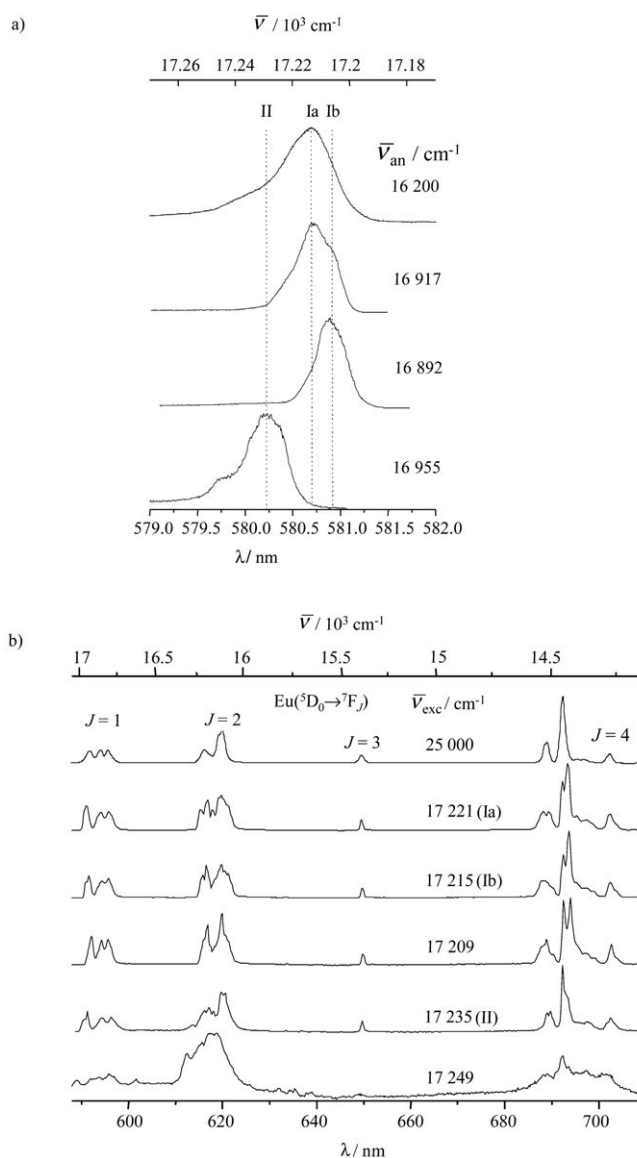 a)
ν̅ / 10³ cm⁻¹
17.26 17.24 17.23 17.212 17.2 17.18
II Ia Ib
ν̅an / cm⁻¹
16 200
16 917
16 892
16 955
579.0 579.5 580.0 580.5 581.0 581.5 582.0
λ/ nm
b)
ν̅ / 10³ cm⁻¹
17 16.5 16 15.5 15 14.5
Eu(⁵D₀→⁷FJ) ν̅exc/ cm⁻¹
J = 1 J = 2 J = 3 25 000 J = 4
17 221 (Ia)
17 215 (Ib)
17 209
17 235 (II)
17 249
600 620 640 660 680 700
λ/ nm